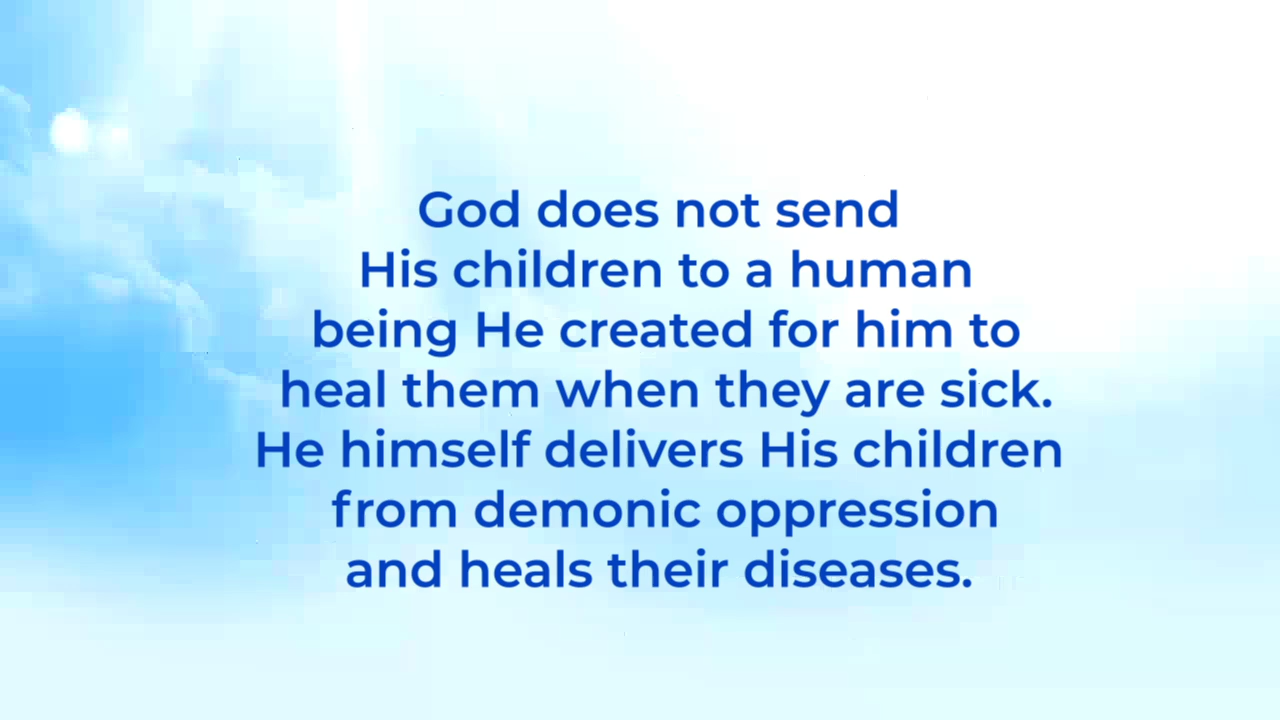 God does not send
His children to a human
being He created for him to
heal them when they are sick.
He himself delivers His children
from demonic oppression
and heals their diseases.